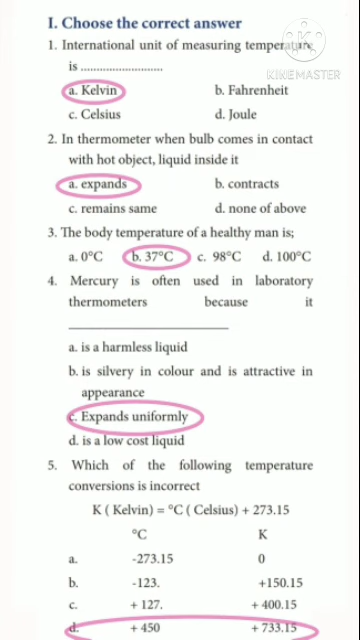 I. Choose the correct answer
1. International unit of measuring temperature
is ..........................
KINEMASTER
a. Kelvin b. Fahrenheit
c. Celsius d. Joule
2. In thermometer when bulb comes in contact
with hot object, liquid inside it
a. expands b. contracts
c. remains same d. none of above
3. The body temperature of a healthy man is;
a. 0°C b. 37°C c. 98°C d. 100°C
4. Mercury is often used in laboratory
thermometers because it
______________________________
a. is a harmless liquid
b. is silvery in colour and is attractive in
appearance
c. Expands uniformly
d. is a low cost liquid
5. Which of the following temperature
conversions is incorrect
K ( Kelvin) = °C ( Celsius) + 273.15
°C K
a. -273.15 0
b. -123. +150.15
c. + 127. + 400.15
d. + 450 + 733.15